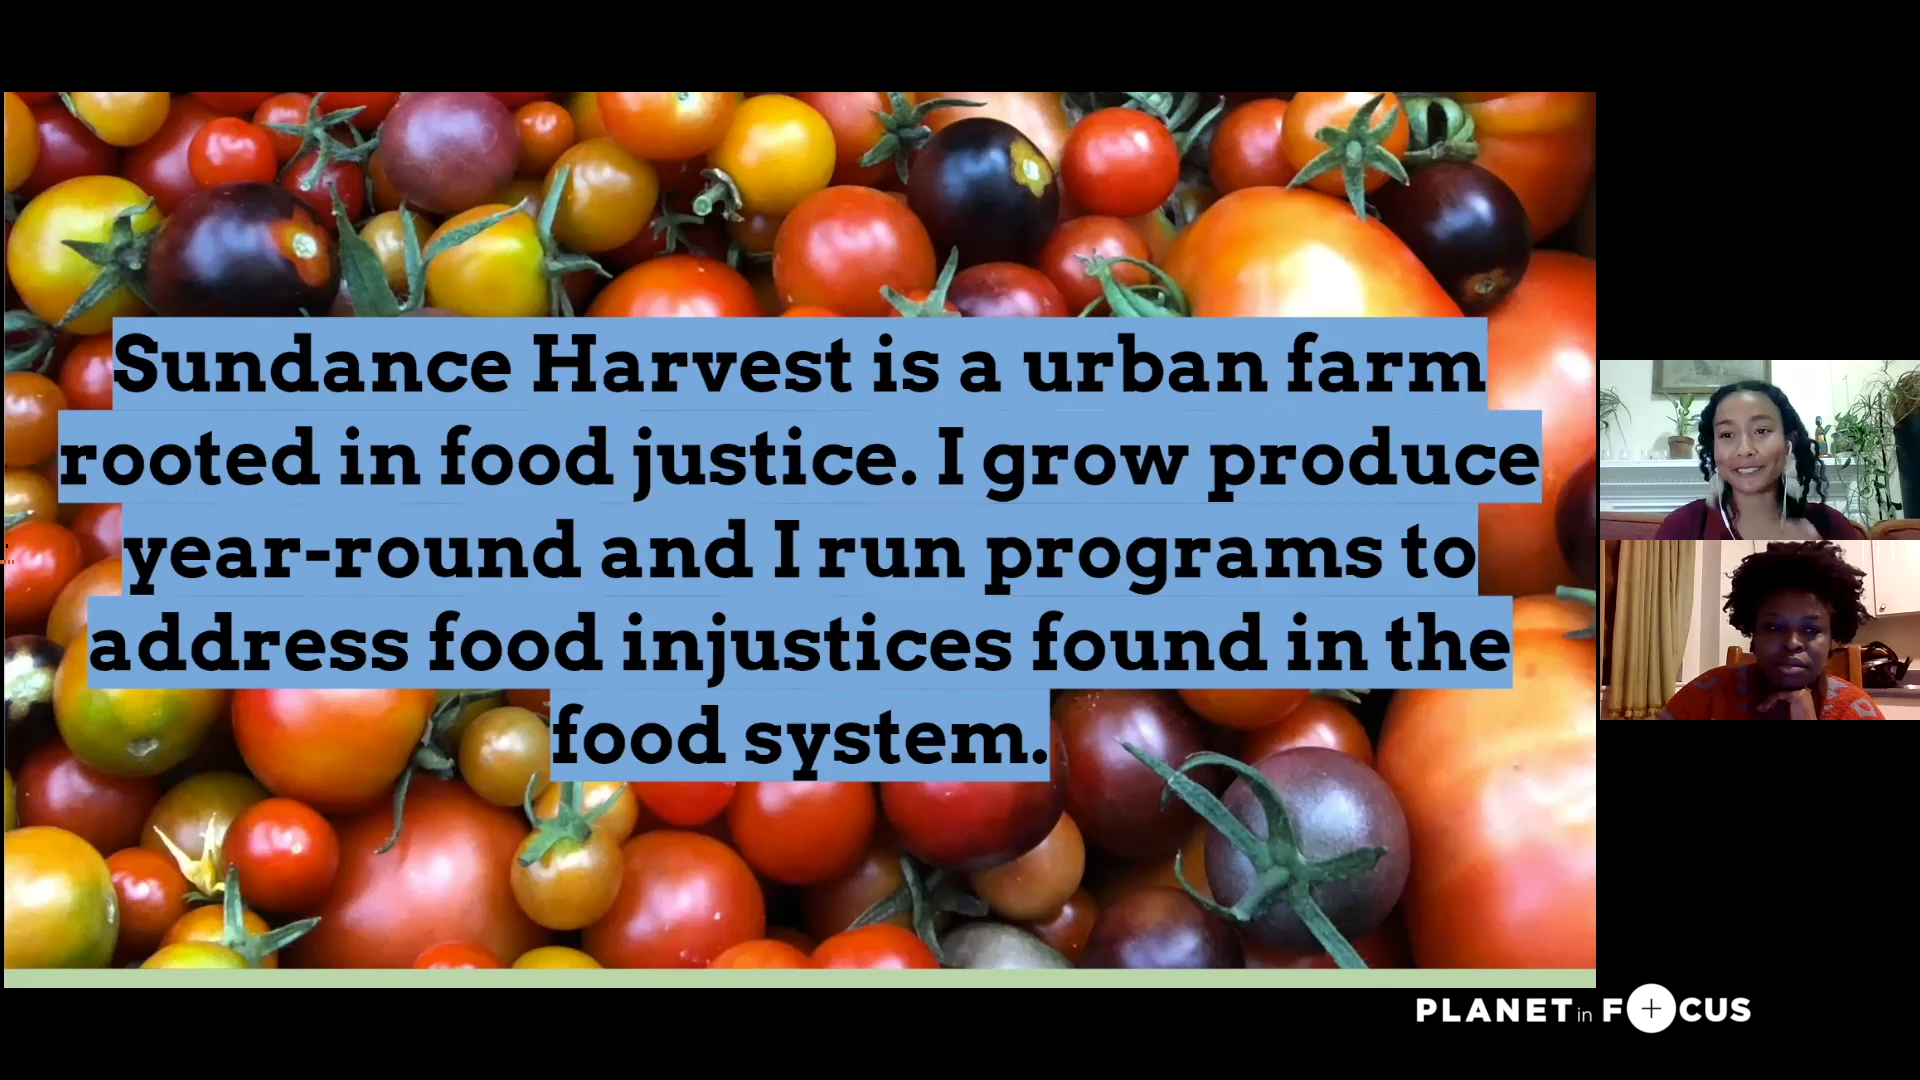 Sundance Harvest is a urban farm
rooted in food justice. I grow produce
year-round and I run programs to
address food injustices found in the
food system.
PLANET in FOCUS